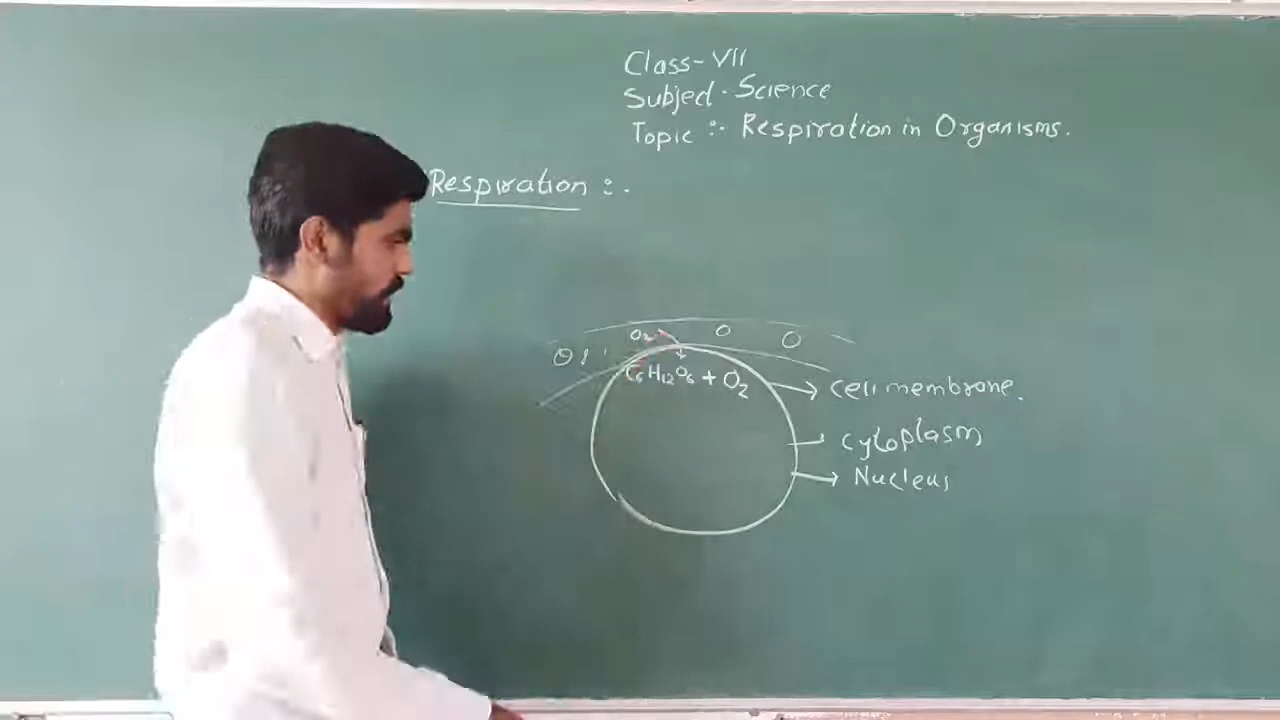 Class-VII
Subject. Science
Topic :- Respiration in Organisms.
Respiration :-
O₂ O O
C₆H₁₂O₆ + O₂
cell membrane.
cytoplasm
Nucleus